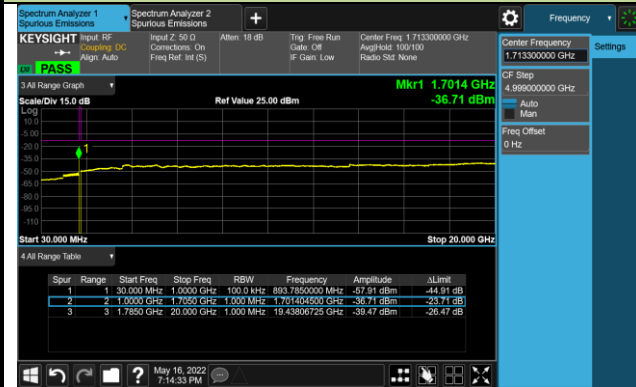 Spectrum Analyzer 1
Spurious Emissions
Spectrum Analyzer 2
Spurious Emissions
+
Frequency
KEYSIGHT
Input: RF
Coupling: DC
Align: Auto
Input Z: 50 Ω
Corrections: On
Freq Ref: Int (S)
Atten: 18 dB
Trig: Free Run
Gate: Off
IF Gain: Low
Center Freq: 1.713300000 GHz
Avg|Hold: 100/100
Radio Std: None
PASS
Center Frequency
1.713300000 GHz
Settings
CF Step
4.999000000 GHz
Auto
Man
Freq Offset
0 Hz
3 All Range Graph
Mkr1 1.7014 GHz
Scale/Div 15.0 dB
Ref Value 25.00 dBm
-36.71 dBm
Log
10.0
-5.00
-20.0
-35.0
-50.0
-65.0
-80.0
-95.0
-110
1
Start 30.000 MHz
Stop 20.000 GHz
4 All Range Table
Spur Range Start Freq Stop Freq RBW Frequency Amplitude ΔLimit
1 1 30.000 MHz 1.0000 GHz 100.0 kHz 893.7850000 MHz -57.91 dBm -44.91 dB
2 2 1.0000 GHz 1.7050 GHz 1.000 MHz 1.701404500 GHz -36.71 dBm -23.71 dB
3 3 1.7850 GHz 20.000 GHz 1.000 MHz 19.43806725 GHz -39.47 dBm -26.47 dB
?
May 16, 2022
7:14:33 PM